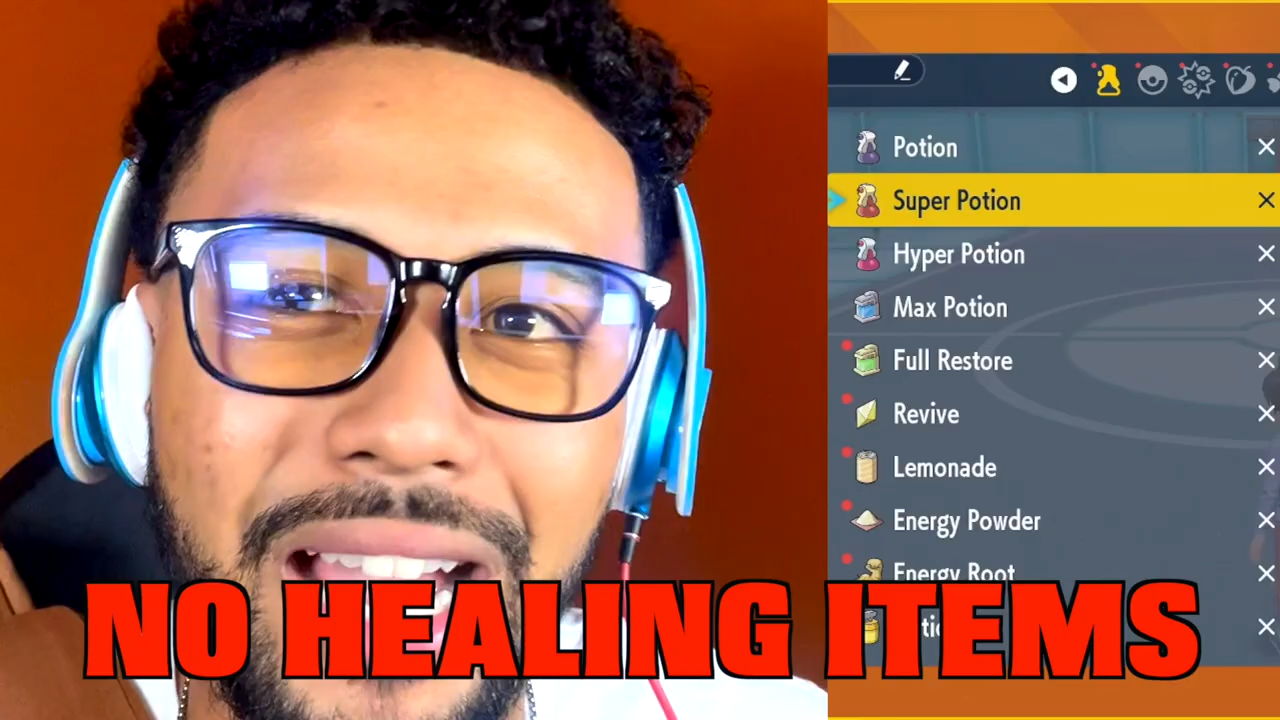 Potion
Super Potion
Hyper Potion
Max Potion
Full Restore
Revive
Lemonade
Energy Powder
Energy Root
NO HEALING ITEMS